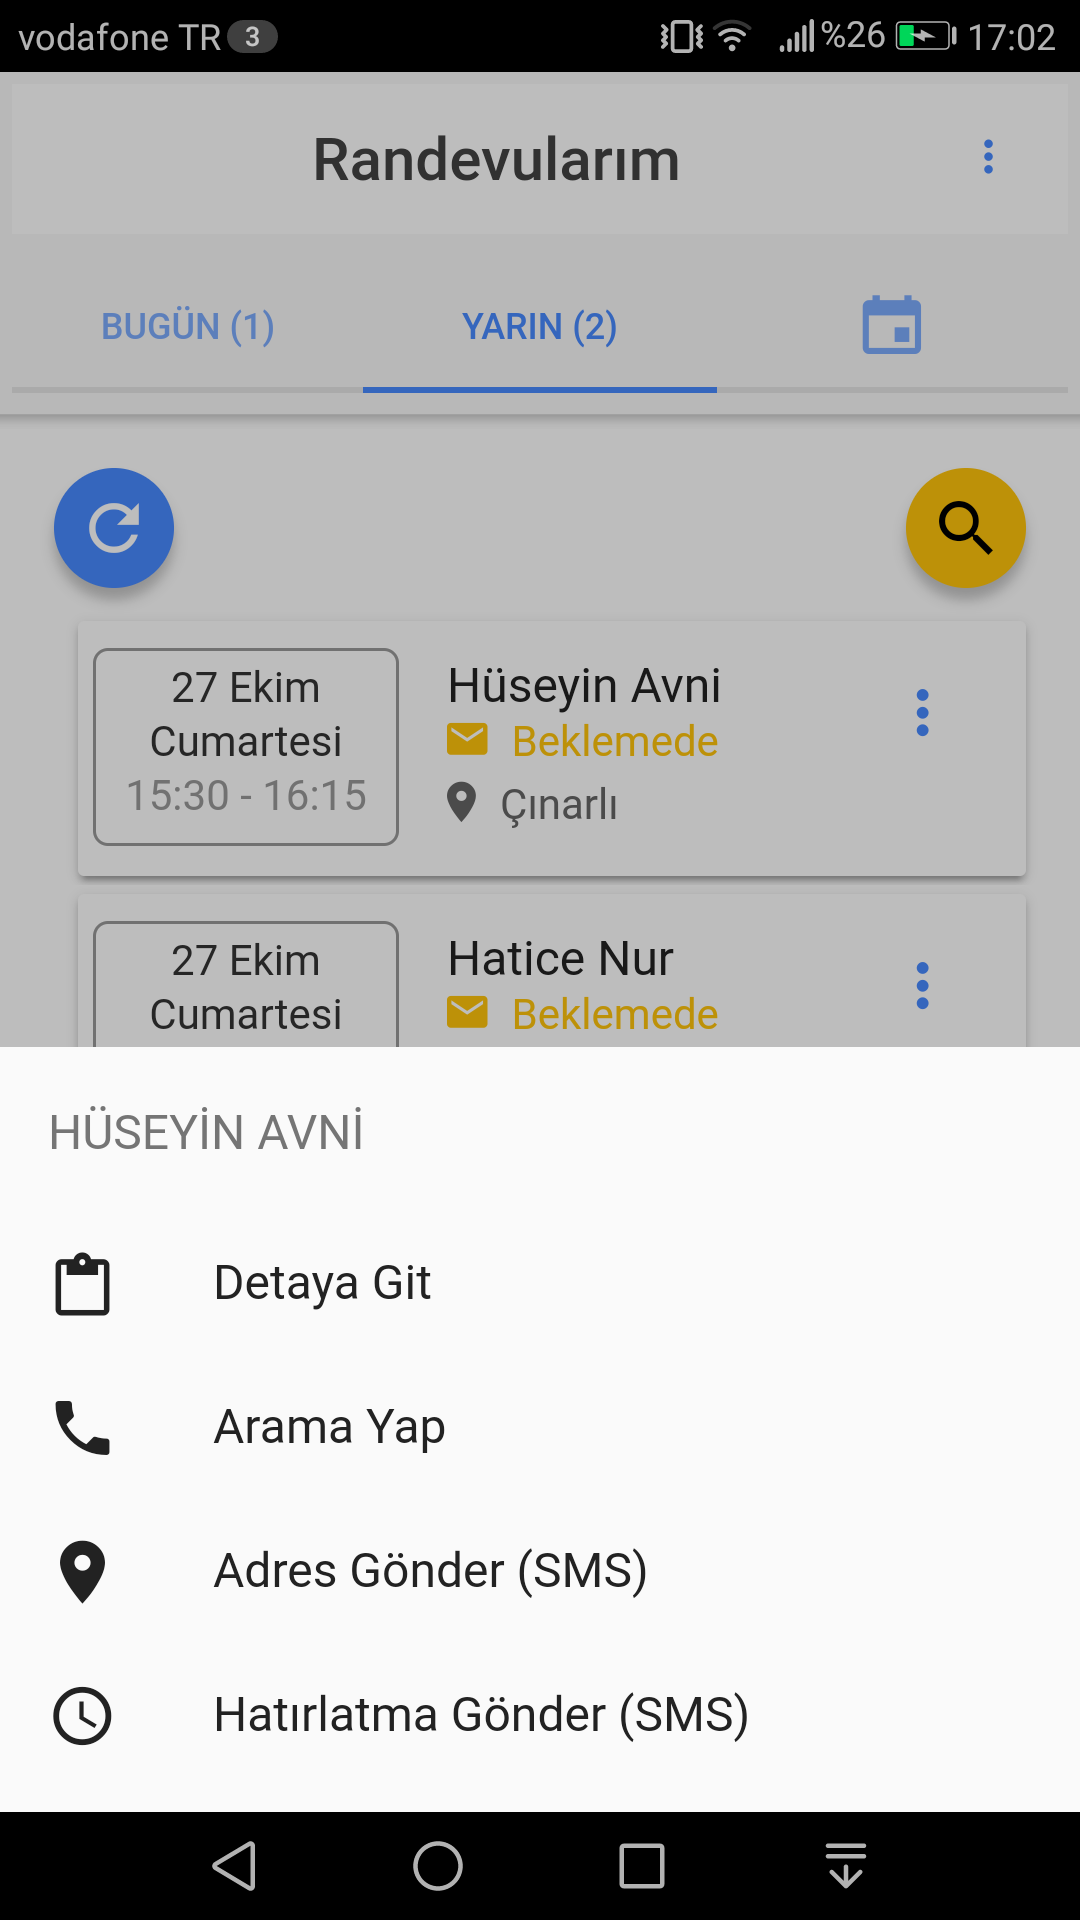 vodafone TR 3 %26 17:02
Randevularım
BUGÜN (1) YARIN (2)
27 Ekim
Cumartesi
15:30 - 16:15
Hüseyin Avni
Beklemede
Çınarlı
27 Ekim
Cumartesi
Hatice Nur
Beklemede
HÜSEYİN AVNİ
Detaya Git
Arama Yap
Adres Gönder (SMS)
Hatırlatma Gönder (SMS)